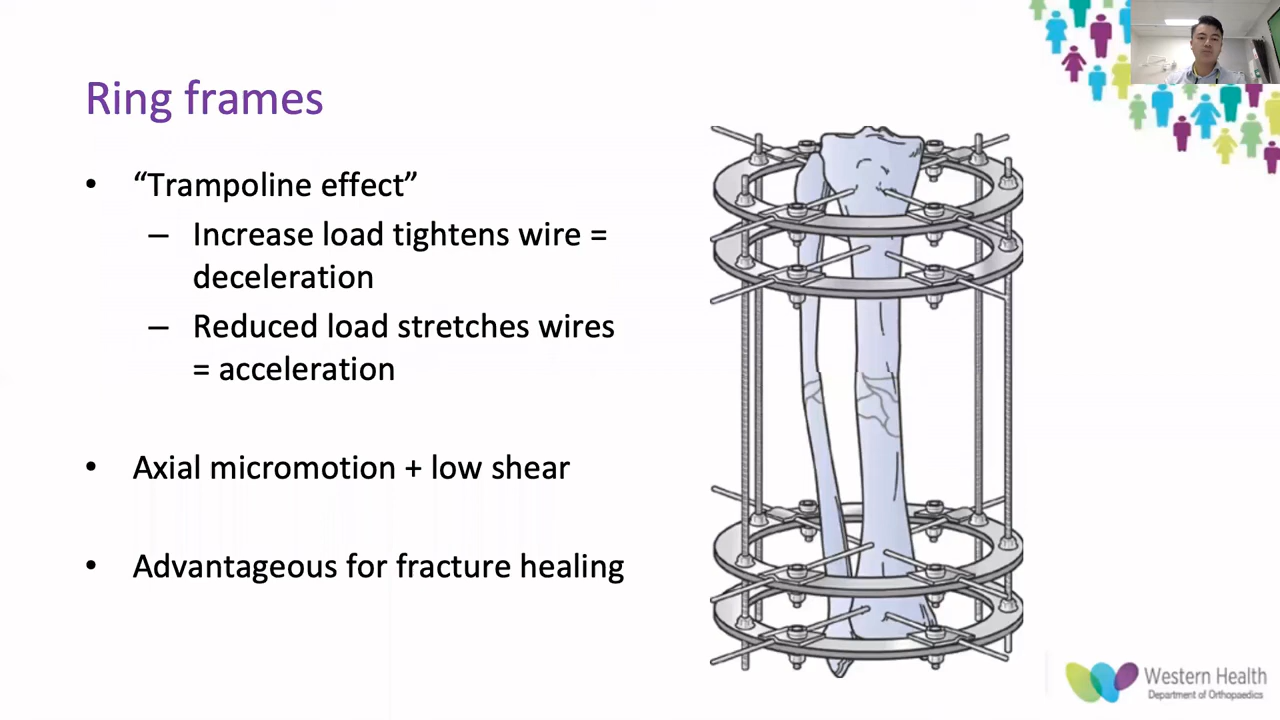 Ring frames
• “Trampoline effect”
– Increase load tightens wire =
deceleration
– Reduced load stretches wires
= acceleration
• Axial micromotion + low shear
• Advantageous for fracture healing
Western Health
Department of Orthopaedics